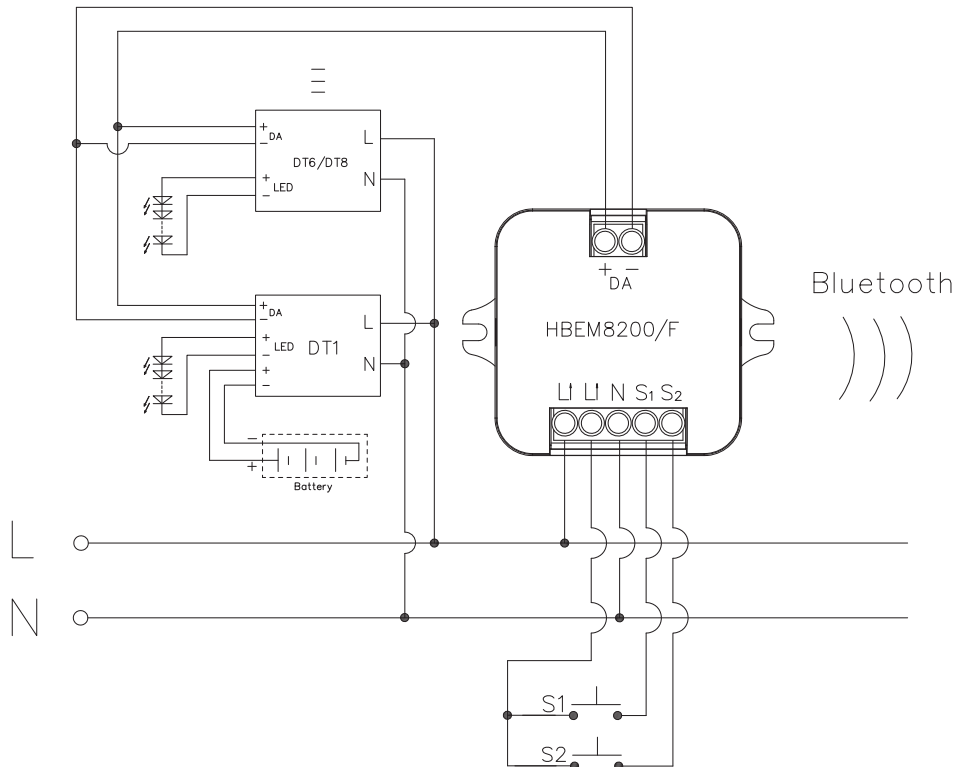 +
DA
−
DT6/DT8
L
N
+
LED
−
+
DA
−
+
LED
−
+
−
DT1
L
N
−
+
Battery
+ −
DA
HBEM8200/F
L↑ L↑ N S1 S2
Bluetooth
L
N
S1
S2